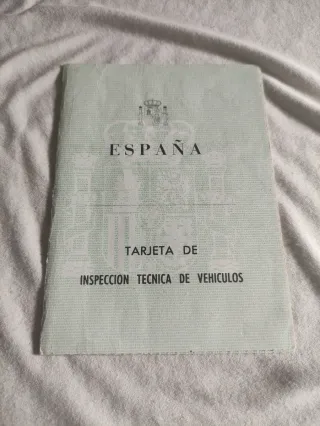 ESPAÑA
TARJETA DE
INSPECCION TECNICA DE VEHICULOS